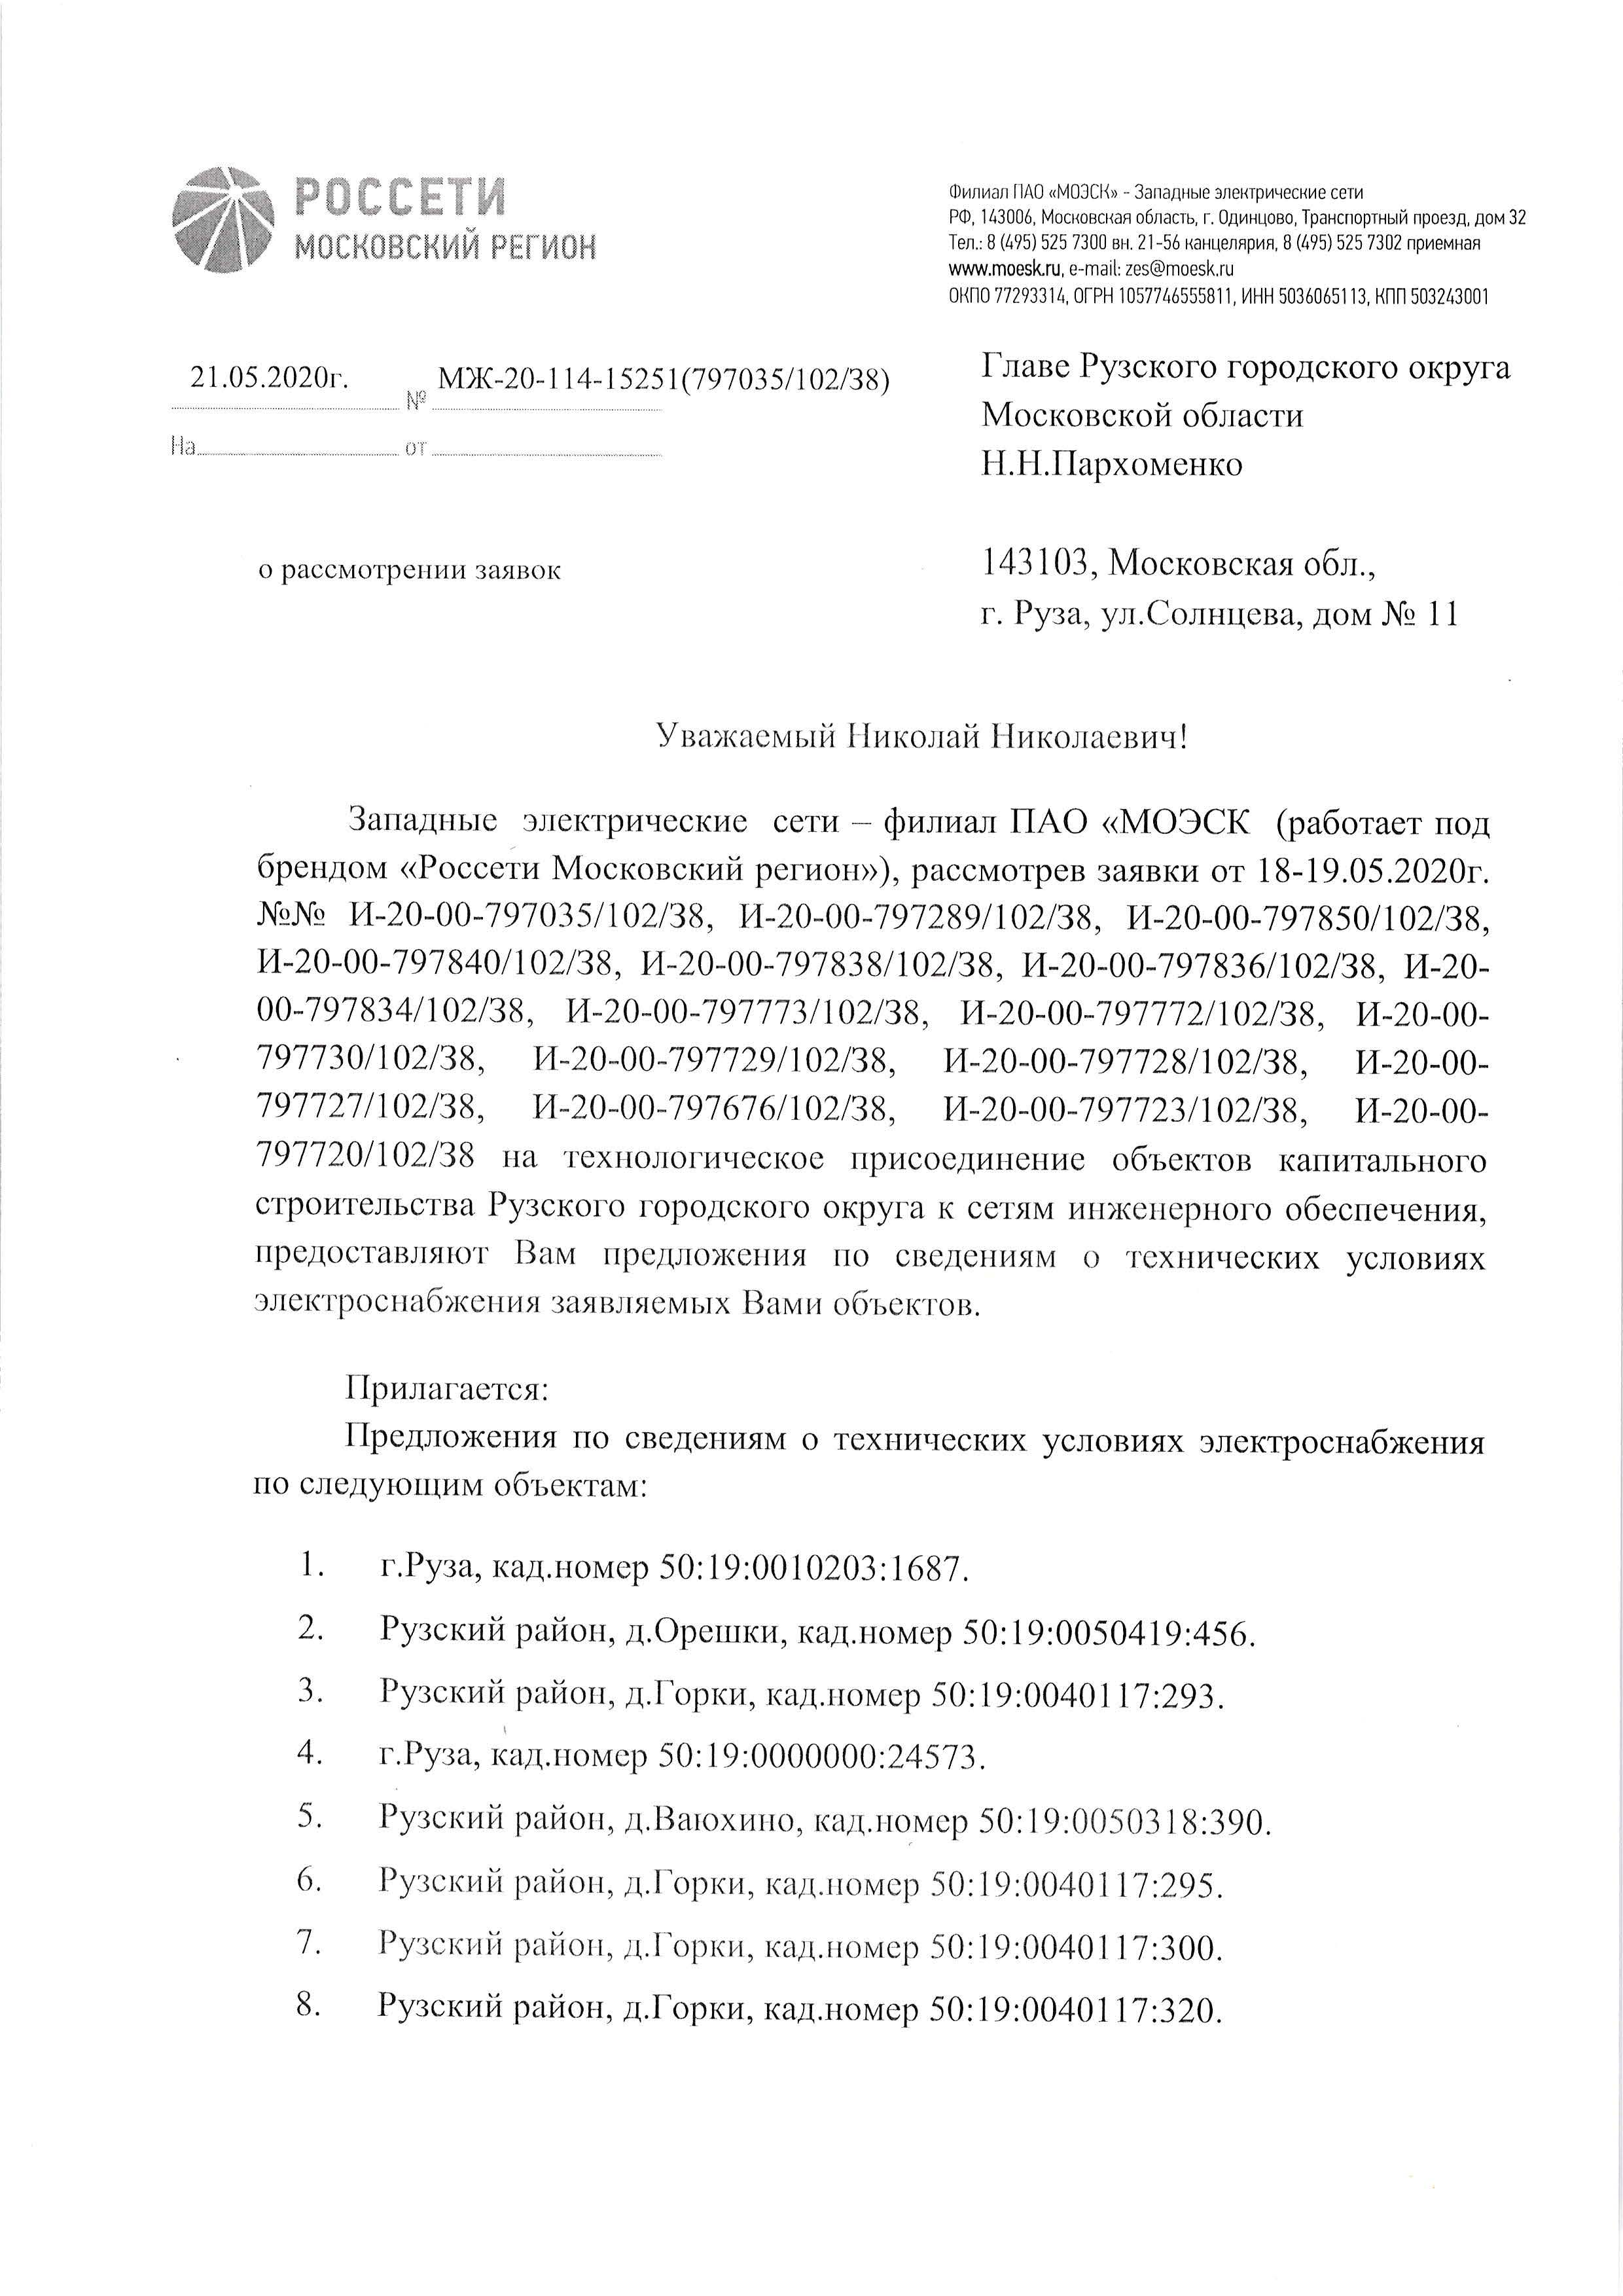 РОССЕТИ
МОСКОВСКИЙ РЕГИОН
Филиал ПАО «МОЭСК» - Западные электрические сети
РФ, 143006, Московская область, г. Одинцово, Транспортный проезд, дом 32
Тел.: 8 (495) 525 7300 вн. 21-56 канцелярия, 8 (495) 525 7302 приемная
www.moesk.ru, e-mail: zes@moesk.ru
ОКПО 77293314, ОГРН 1057746555811, ИНН 5036065113, КПП 503243001
21.05.2020г. № МЖ-20-114-15251(797035/102/38)
На от
Главе Рузского городского округа
Московской области
Н.Н.Пархоменко
о рассмотрении заявок
143103, Московская обл.,
г. Руза, ул.Солнцева, дом № 11
Уважаемый Николай Николаевич!
Западные электрические сети – филиал ПАО «МОЭСК (работает под
брендом «Россети Московский регион»), рассмотрев заявки от 18-19.05.2020г.
№№ И-20-00-797035/102/38, И-20-00-797289/102/38, И-20-00-797850/102/38,
И-20-00-797840/102/38, И-20-00-797838/102/38, И-20-00-797836/102/38, И-20-
00-797834/102/38, И-20-00-797773/102/38, И-20-00-797772/102/38, И-20-00-
797730/102/38, И-20-00-797729/102/38, И-20-00-797728/102/38, И-20-00-
797727/102/38, И-20-00-797676/102/38, И-20-00-797723/102/38, И-20-00-
797720/102/38 на технологическое присоединение объектов капитального
строительства Рузского городского округа к сетям инженерного обеспечения,
предоставляют Вам предложения по сведениям о технических условиях
электроснабжения заявляемых Вами объектов.
Прилагается:
Предложения по сведениям о технических условиях электроснабжения
по следующим объектам:
1. г.Руза, кад.номер 50:19:0010203:1687.
2. Рузский район, д.Орешки, кад.номер 50:19:0050419:456.
3. Рузский район, д.Горки, кад.номер 50:19:0040117:293.
4. г.Руза, кад.номер 50:19:0000000:24573.
5. Рузский район, д.Ваюхино, кад.номер 50:19:0050318:390.
6. Рузский район, д.Горки, кад.номер 50:19:0040117:295.
7. Рузский район, д.Горки, кад.номер 50:19:0040117:300.
8. Рузский район, д.Горки, кад.номер 50:19:0040117:320.